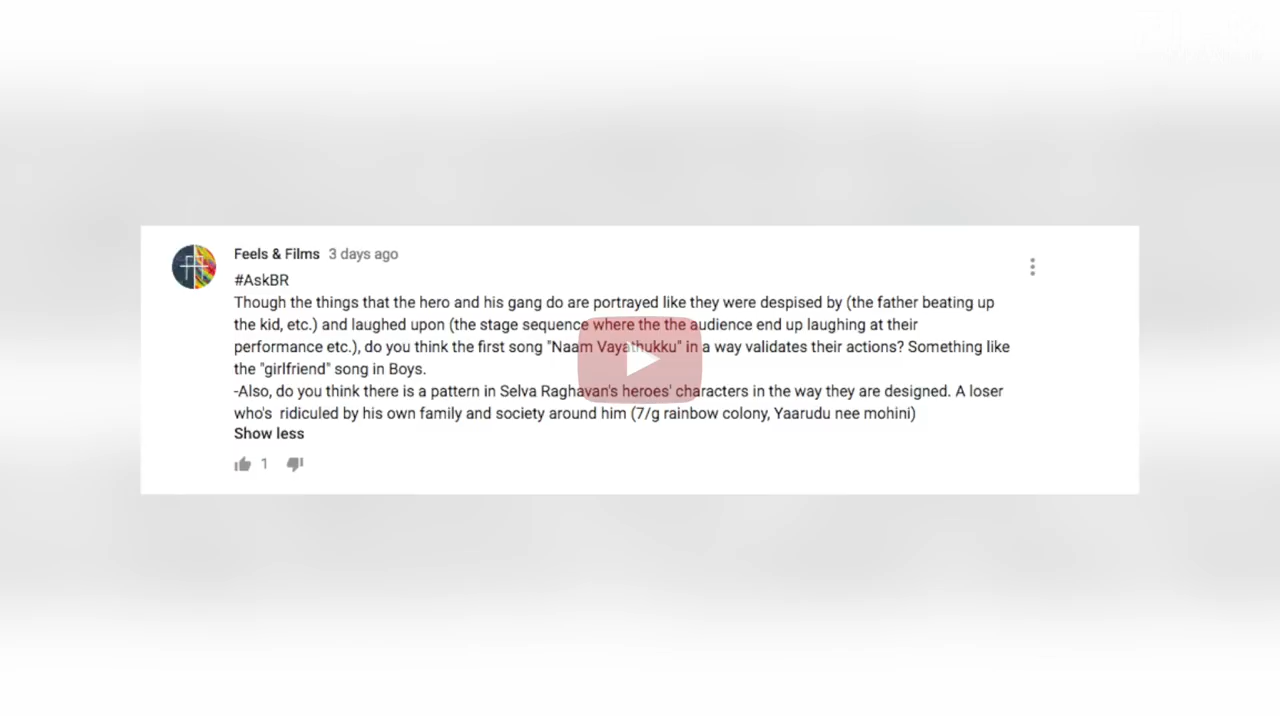 Feels & Films 3 days ago
#AskBR
Though the things that the hero and his gang do are portrayed like they were despised by (the father beating up
the kid, etc.) and laughed upon (the stage sequence where the the audience end up laughing at their
performance etc.), do you think the first song "Naam Vayathukku" in a way validates their actions? Something like
the "girlfriend" song in Boys.
-Also, do you think there is a pattern in Selva Raghavan's heroes' characters in the way they are designed. A loser
who's  ridiculed by his own family and society around him (7/g rainbow colony, Yaarudu nee mohini)
Show less
1